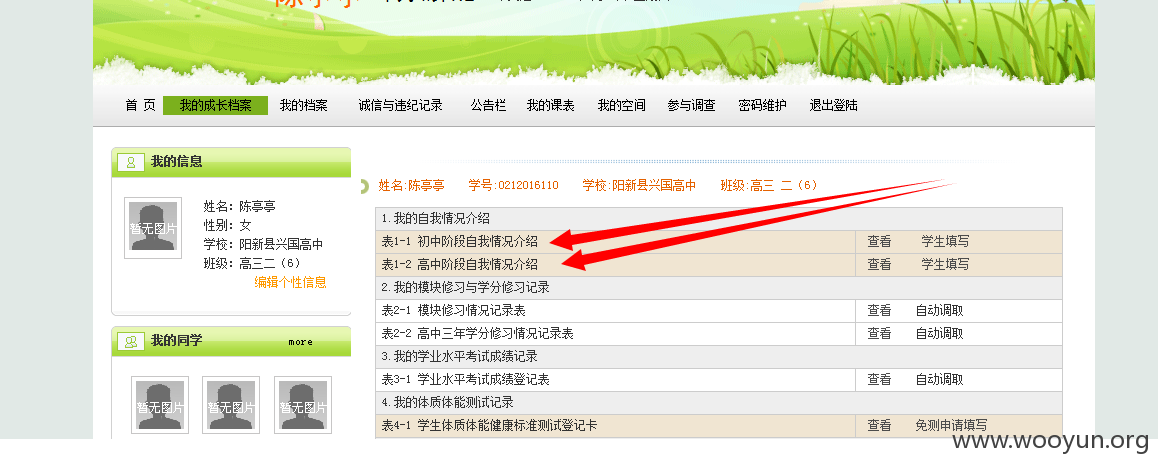 首 页 我的成长档案 我的档案 诚信与违纪记录 公告栏 我的课表 我的空间 参与调查 密码维护 退出登陆
我的信息
暂无图片
姓名: 陈亭亭
性别: 女
学校: 阳新县兴国高中
班级: 高三二（6）
编辑个性信息
我的同学 more
暂无图片 暂无图片 暂无图片
姓名:陈亭亭 学号:0212016110 学校:阳新县兴国高中 班级:高三 二（6）
1.我的自我情况介绍
表1-1 初中阶段自我情况介绍 查看 学生填写
表1-2 高中阶段自我情况介绍 查看 学生填写
2.我的模块修习与学分修习记录
表2-1 模块修习情况记录表 查看 自动调取
表2-2 高中三年学分修习情况记录表 查看 自动调取
3.我的学业水平考试成绩记录
表3-1 学业水平考试成绩登记表 查看 自动调取
4.我的体质体能测试记录
表4-1 学生体质体能健康标准测试登记卡 查看 免测申请填写
www.wooyun.org